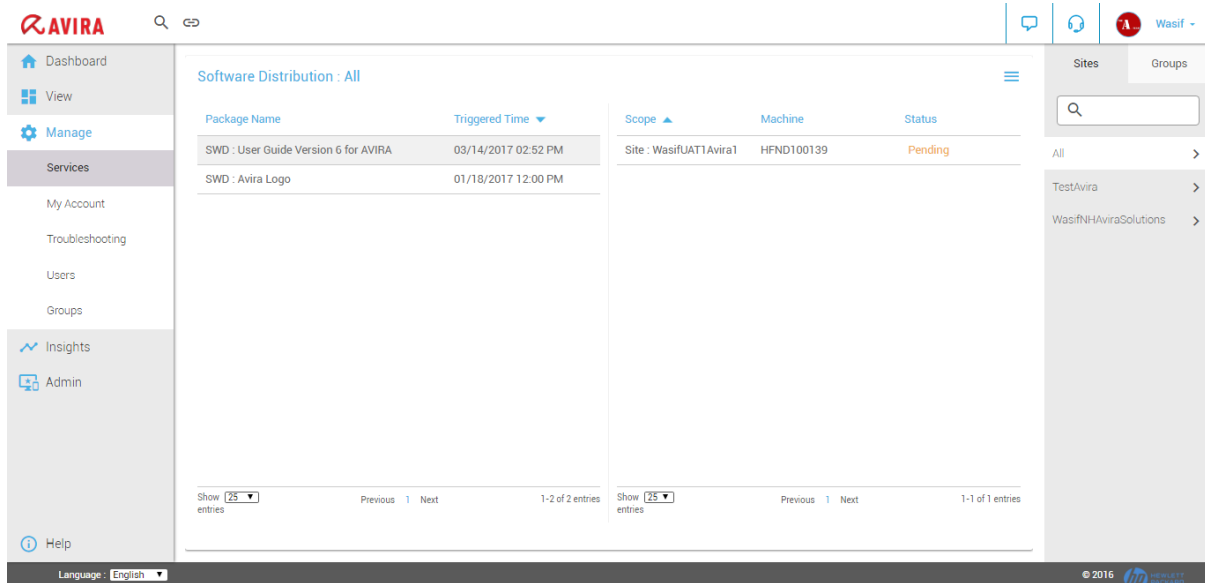 AVIRA
Wasif
Dashboard
View
Manage
Services
My Account
Troubleshooting
Users
Groups
Insights
Admin
Help
Software Distribution : All
Package Name Triggered Time
SWD : User Guide Version 6 for AVIRA 03/14/2017 02:52 PM
SWD : Avira Logo 01/18/2017 12:00 PM
Show 25 entries
Previous 1 Next
1-2 of 2 entries
Scope Machine Status
Site : WasifUAT1Avira1 HFND100139 Pending
Show 25 entries
Previous 1 Next
1-1 of 1 entries
Sites Groups
All
TestAvira
WasifNHAviraSolutions
Language : English
© 2016
hp HEWLETT